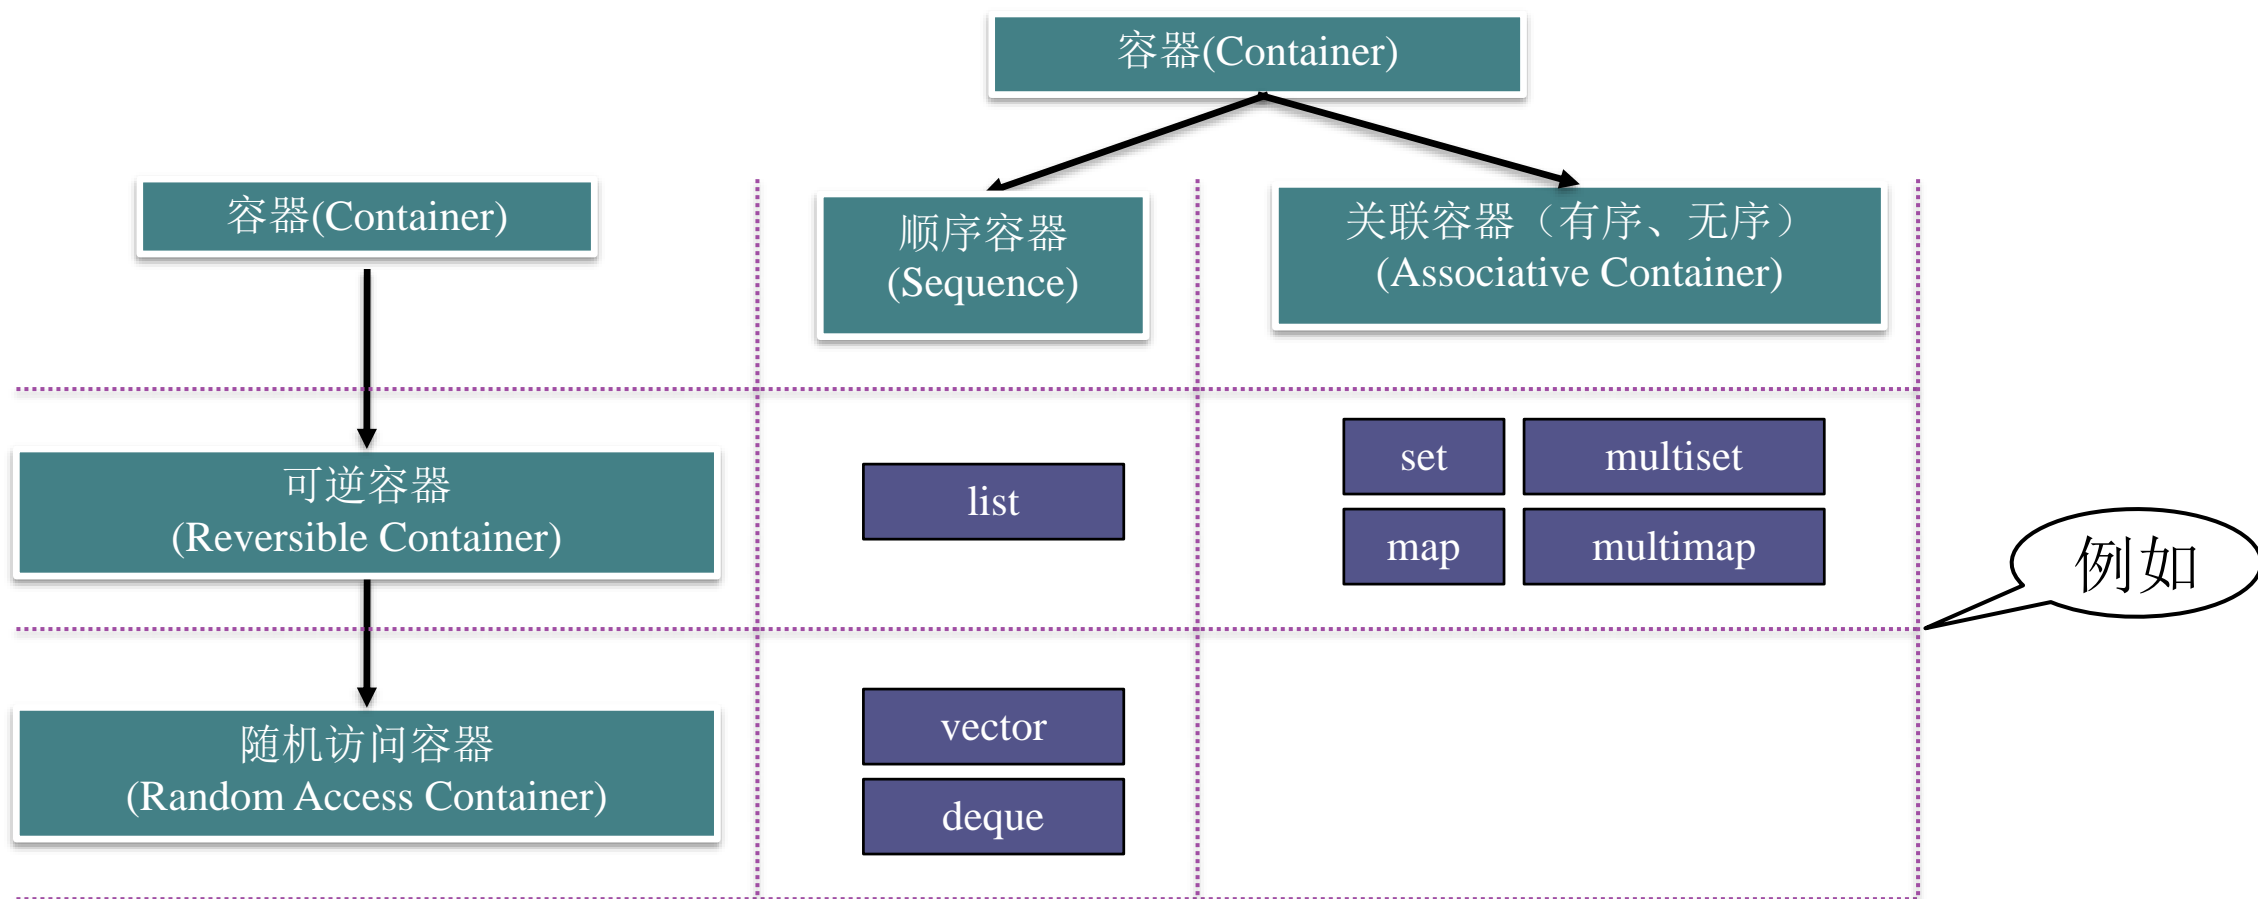 容器(Container)
容器(Container)
顺序容器
(Sequence)
关联容器（有序、无序）
(Associative Container)
可逆容器
(Reversible Container)
list
set
multiset
map
multimap
例如
随机访问容器
(Random Access Container)
vector
deque